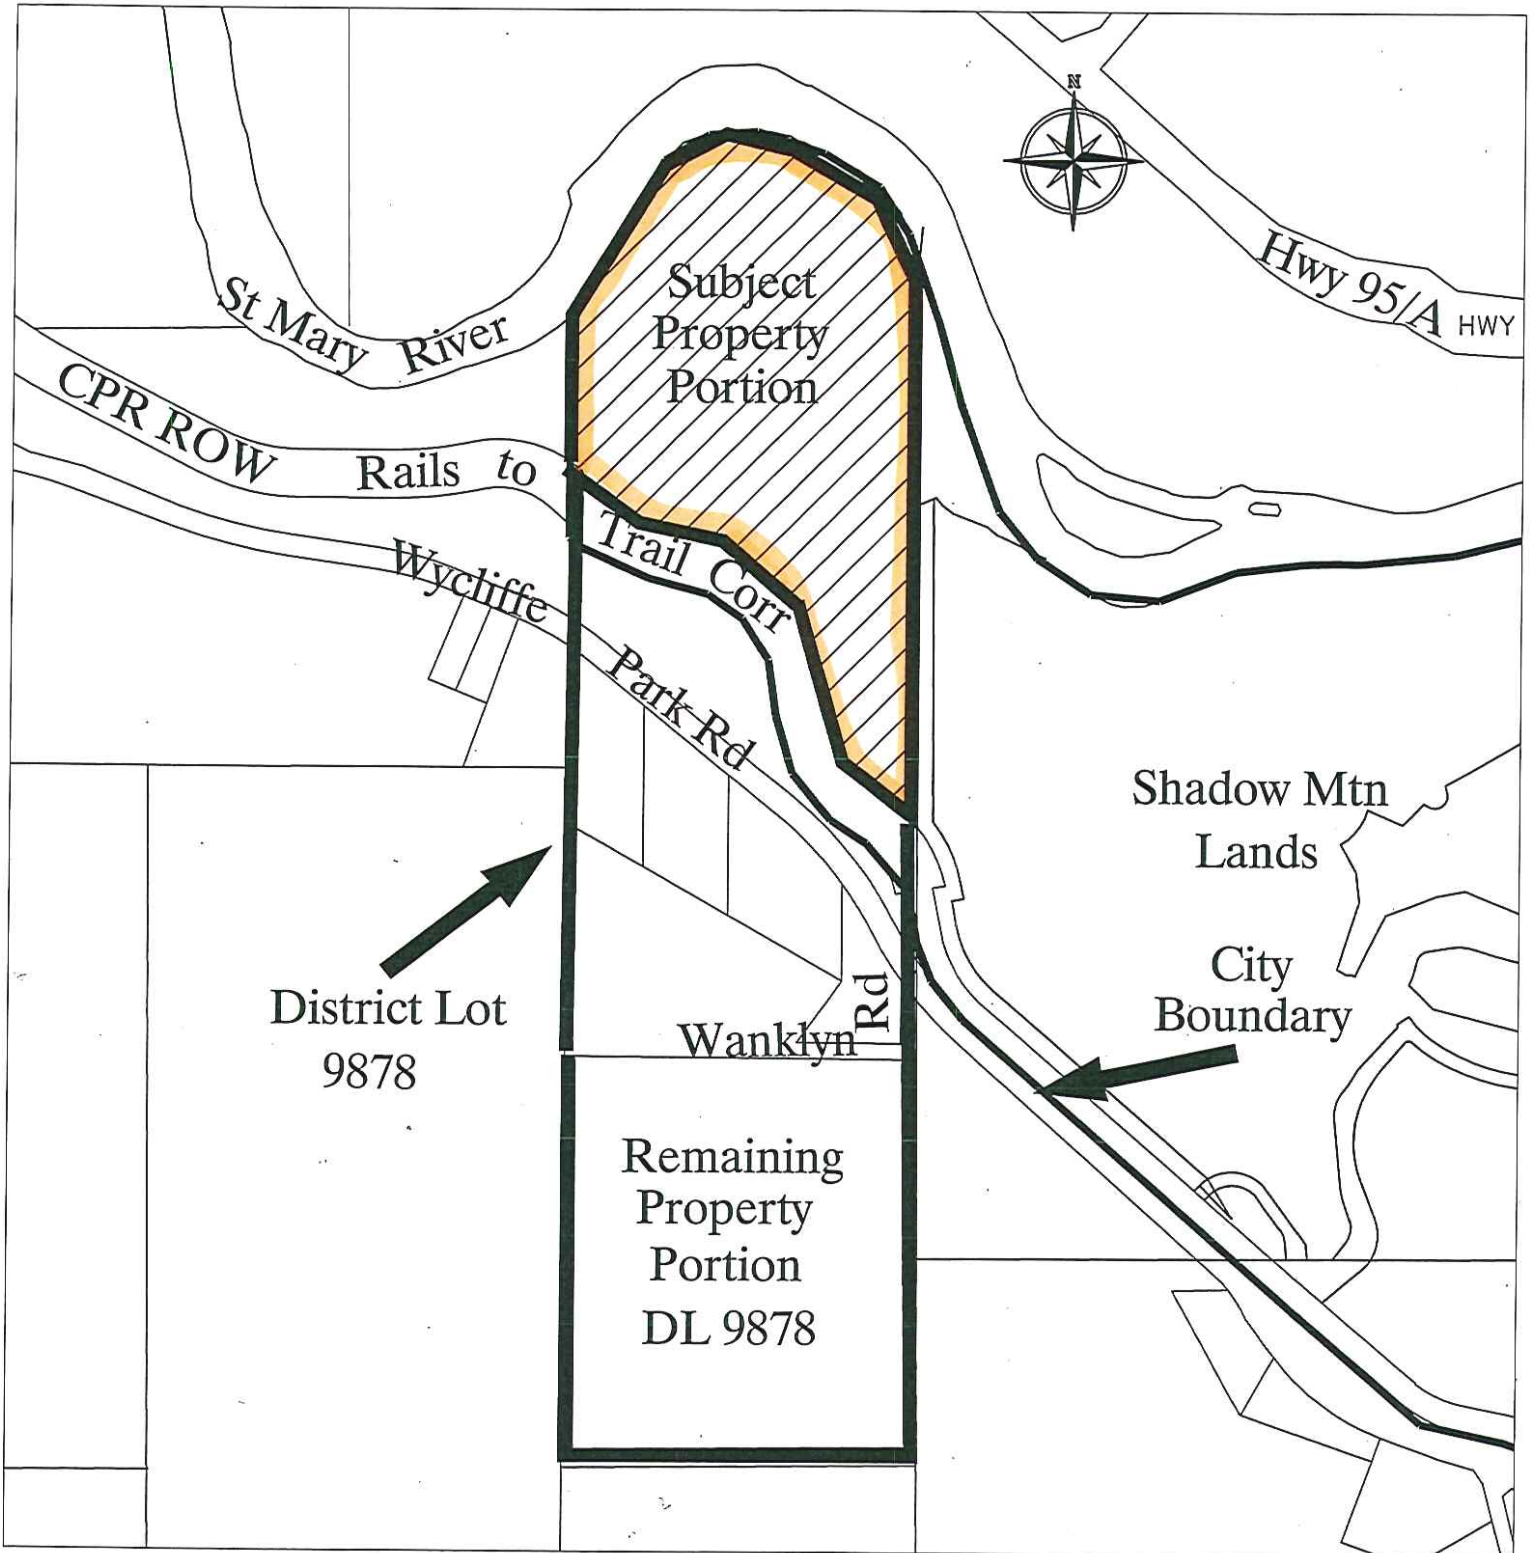 N
Hwy 95/A HWY
Subject
Property
Portion
St Mary River
CPR ROW Rails to
Trail Corr
Wycliffe
Park Rd
Shadow Mtn
Lands
City
Boundary
District Lot
9878
Rd
Wanklyn
Remaining
Property
Portion
DL 9878